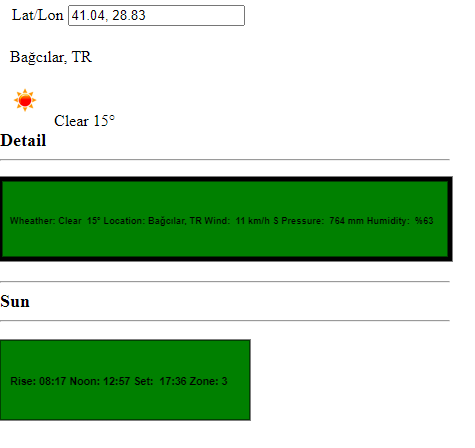 Lat/Lon 41.04, 28.83
Bağcılar, TR
Clear 15°
Detail
Wheather: Clear 15° Location: Bağcılar, TR Wind: 11 km/h S Pressure: 764 mm Humidity: %63
Sun
Rise: 08:17 Noon: 12:57 Set: 17:36 Zone: 3